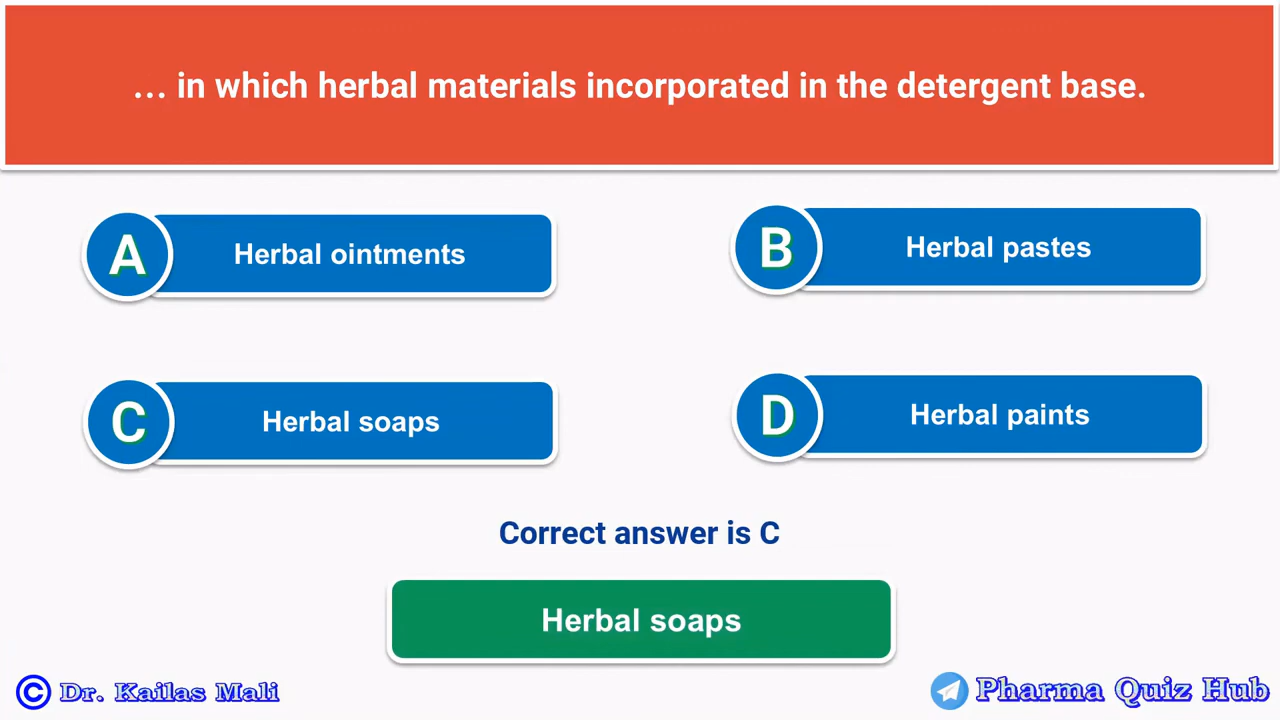 ... in which herbal materials incorporated in the detergent base.
A Herbal ointments
B Herbal pastes
C Herbal soaps
D Herbal paints
Correct answer is C
Herbal soaps
© Dr. Kailas Mali
Pharma Quiz Hub